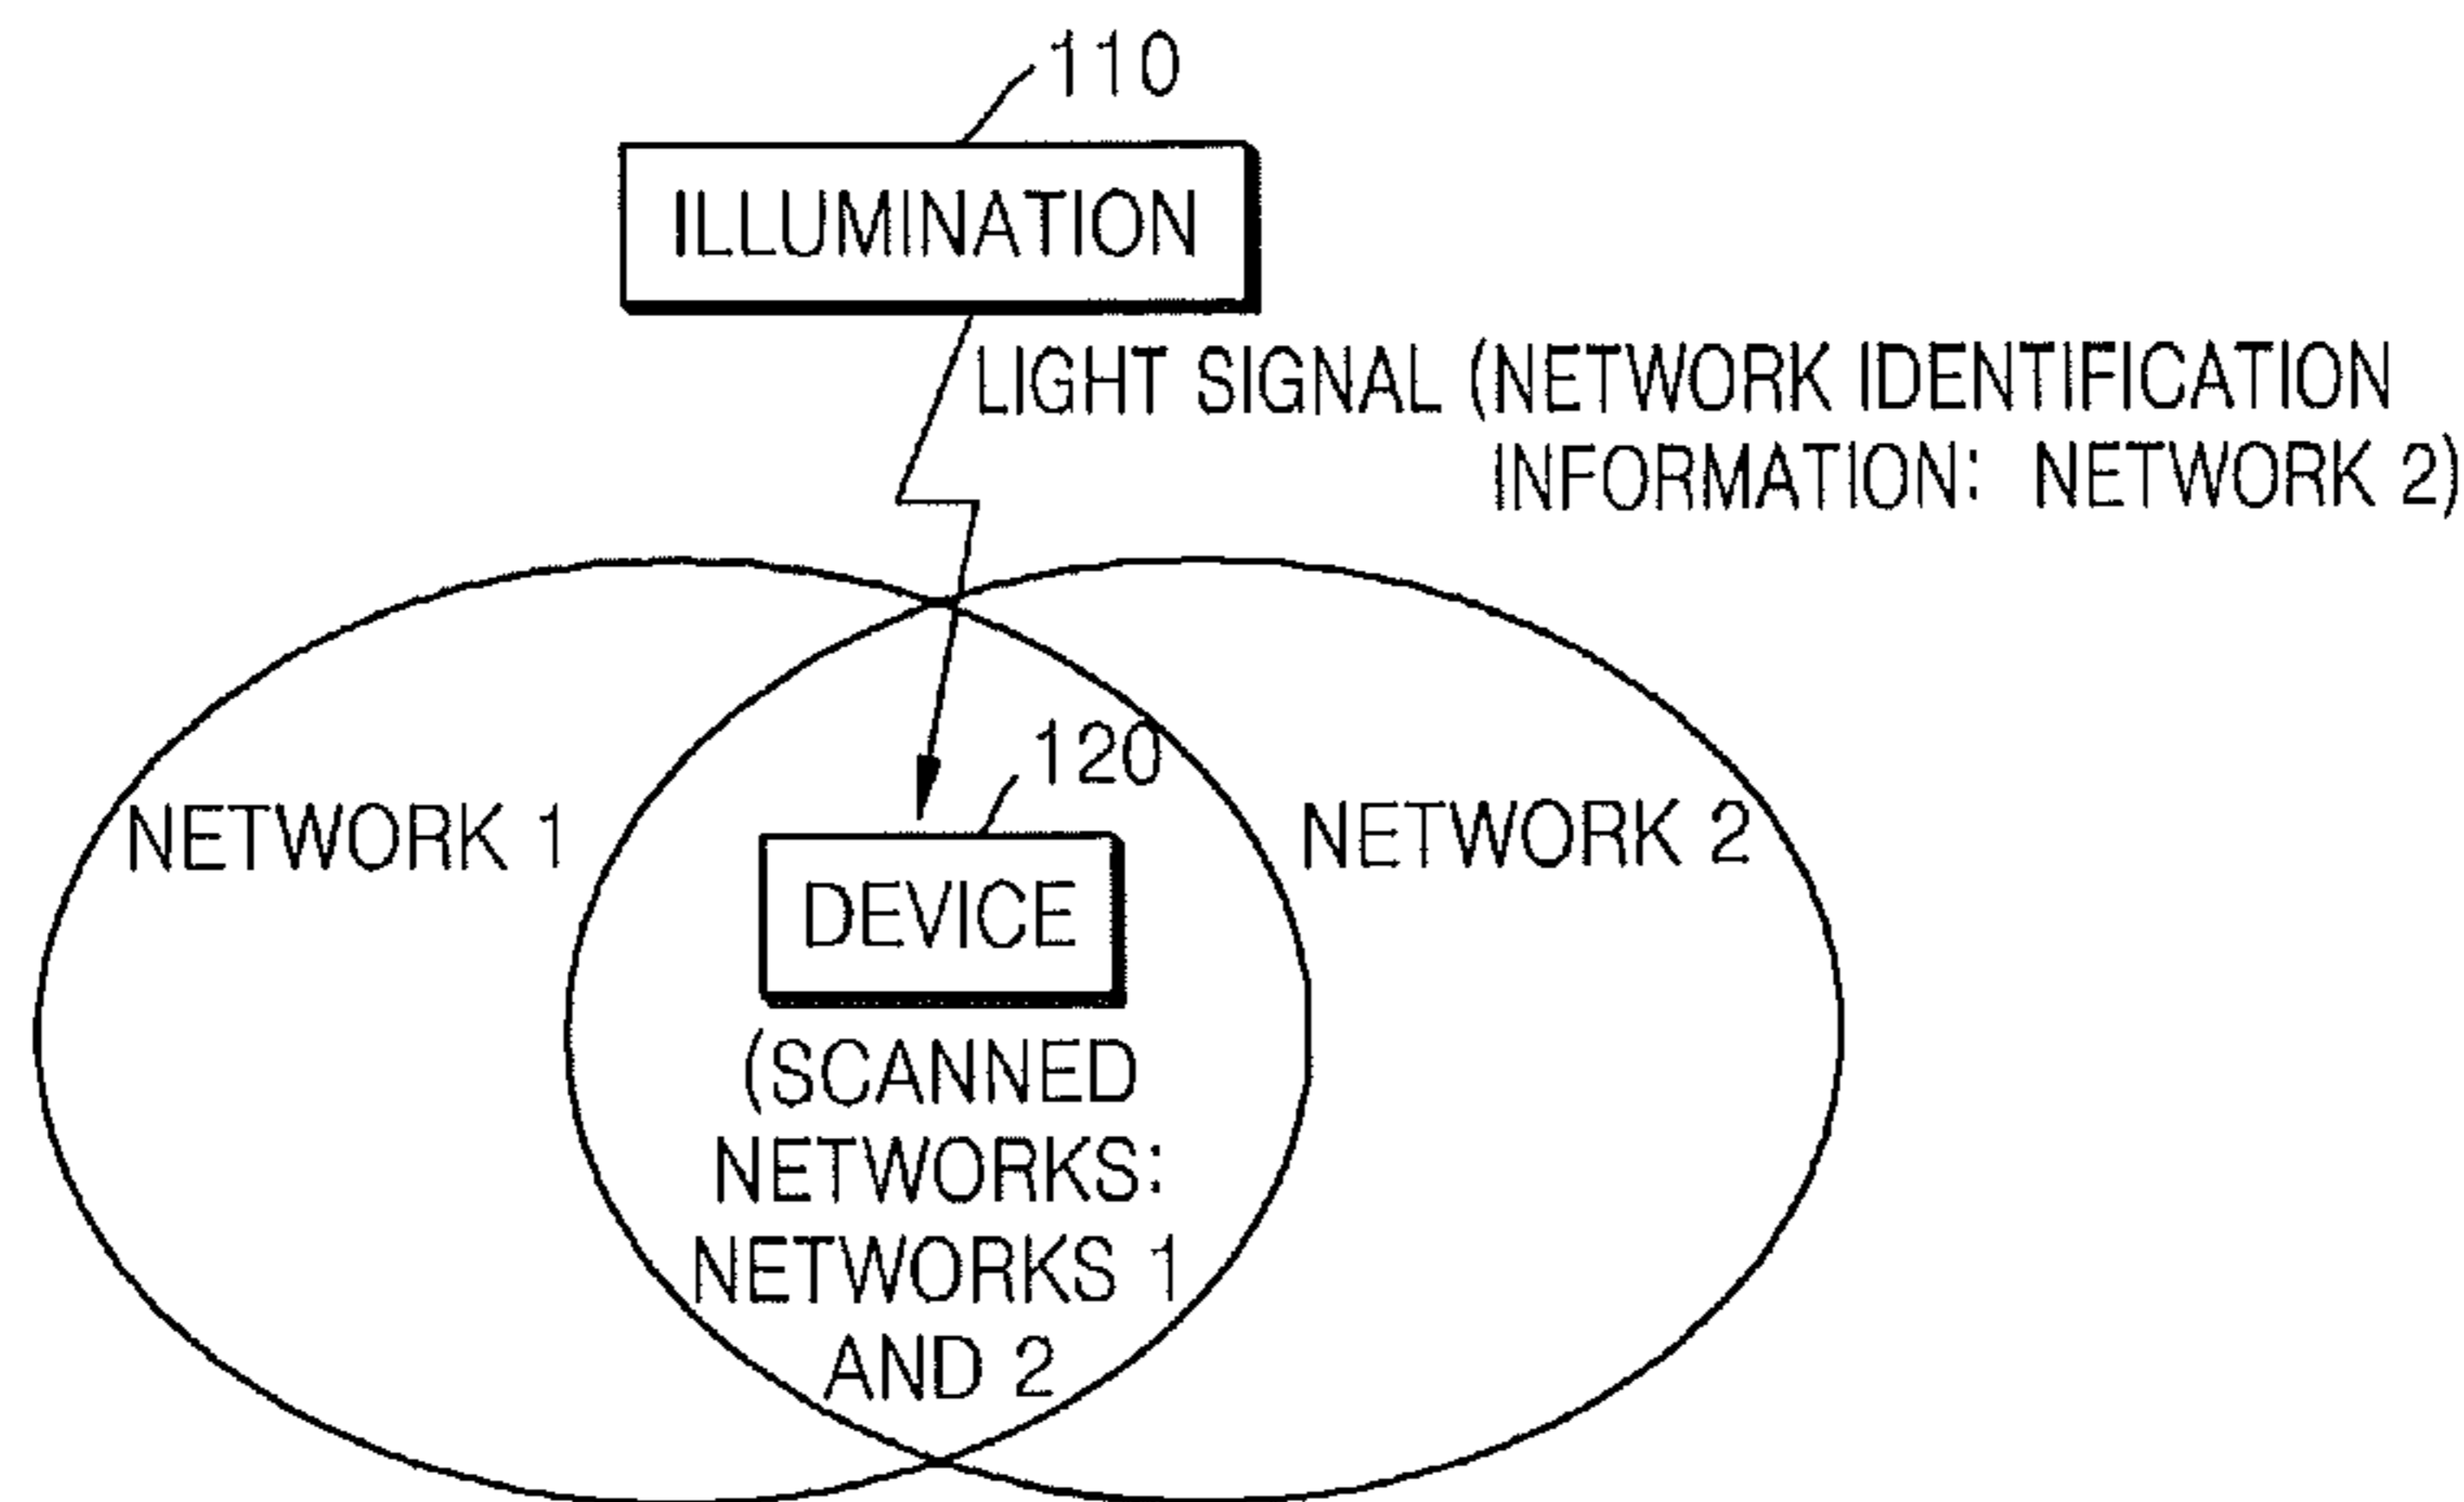 110
ILLUMINATION
LIGHT SIGNAL (NETWORK IDENTIFICATION
INFORMATION: NETWORK 2)
120
NETWORK 1
NETWORK 2
DEVICE
(SCANNED
NETWORKS:
NETWORKS 1
AND 2